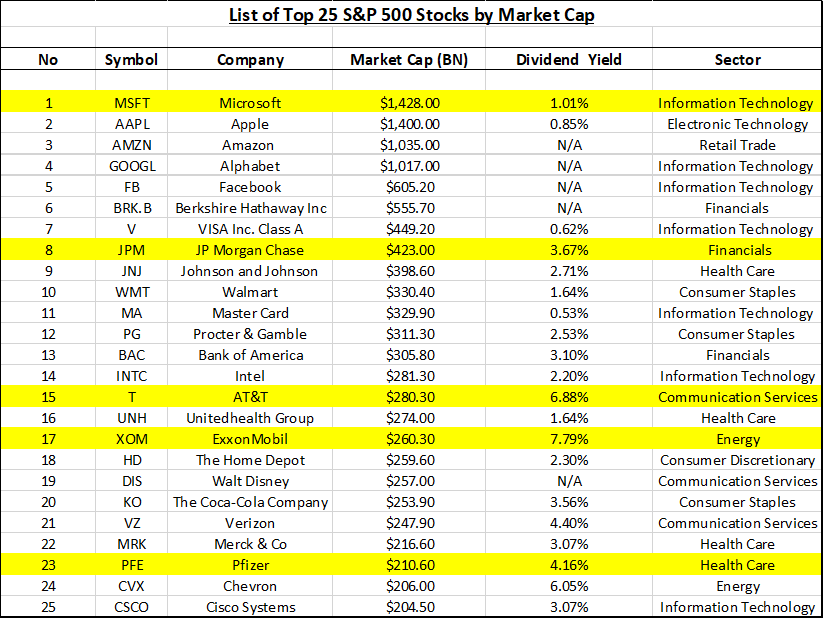 List of Top 25 S&P 500 Stocks by Market Cap
No Symbol Company Market Cap (BN) Dividend Yield Sector
1 MSFT Microsoft $1,428.00 1.01% Information Technology
2 AAPL Apple $1,400.00 0.85% Electronic Technology
3 AMZN Amazon $1,035.00 N/A Retail Trade
4 GOOGL Alphabet $1,017.00 N/A Information Technology
5 FB Facebook $605.20 N/A Information Technology
6 BRK.B Berkshire Hathaway Inc $555.70 N/A Financials
7 V VISA Inc. Class A $449.20 0.62% Information Technology
8 JPM JP Morgan Chase $423.00 3.67% Financials
9 JNJ Johnson and Johnson $398.60 2.71% Health Care
10 WMT Walmart $330.40 1.64% Consumer Staples
11 MA Master Card $329.90 0.53% Information Technology
12 PG Procter & Gamble $311.30 2.53% Consumer Staples
13 BAC Bank of America $305.80 3.10% Financials
14 INTC Intel $281.30 2.20% Information Technology
15 T AT&T $280.30 6.88% Communication Services
16 UNH Unitedhealth Group $274.00 1.64% Health Care
17 XOM ExxonMobil $260.30 7.79% Energy
18 HD The Home Depot $259.60 2.30% Consumer Discretionary
19 DIS Walt Disney $257.00 N/A Communication Services
20 KO The Coca-Cola Company $253.90 3.56% Consumer Staples
21 VZ Verizon $247.90 4.40% Communication Services
22 MRK Merck & Co $216.60 3.07% Health Care
23 PFE Pfizer $210.60 4.16% Health Care
24 CVX Chevron $206.00 6.05% Energy
25 CSCO Cisco Systems $204.50 3.07% Information Technology